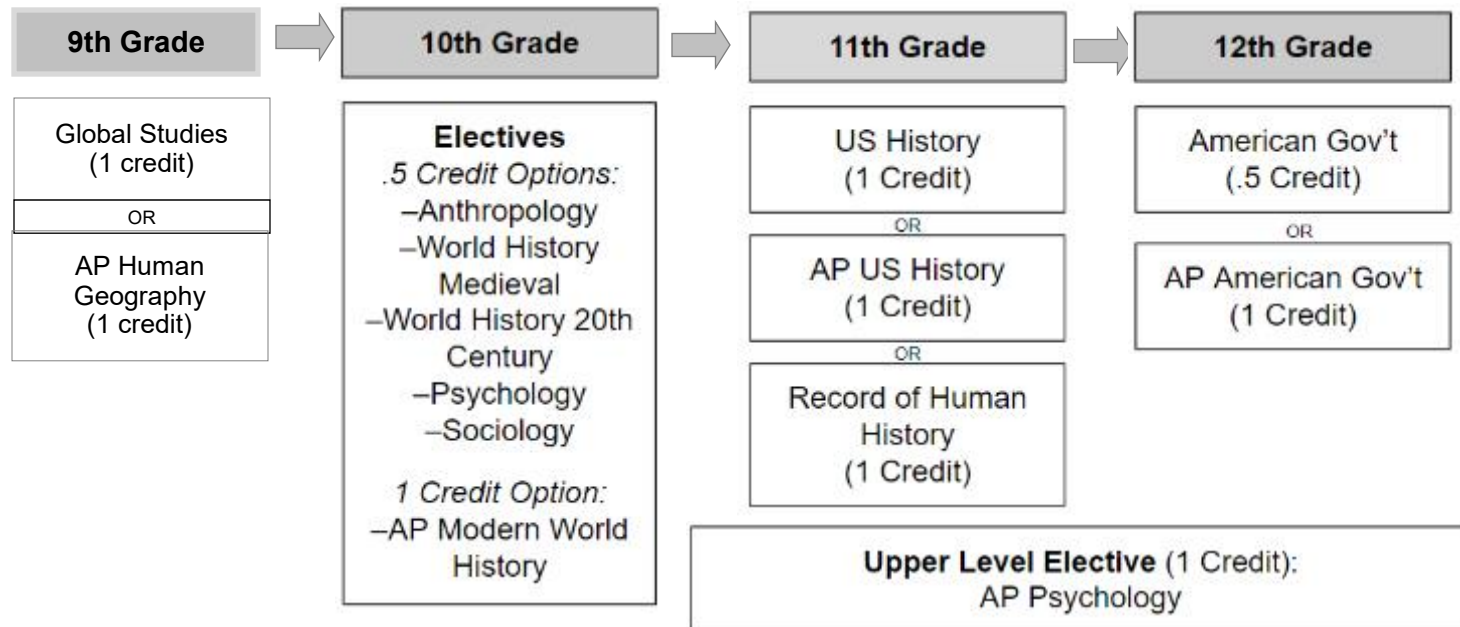 9th Grade
10th Grade
11th Grade
12th Grade
Global Studies
(1 credit)
OR
AP Human
Geography
(1 credit)
Electives
.5 Credit Options:
–Anthropology
–World History
Medieval
–World History 20th
Century
–Psychology
–Sociology
1 Credit Option:
–AP Modern World
History
US History
(1 Credit)
OR
AP US History
(1 Credit)
OR
Record of Human
History
(1 Credit)
American Gov't
(.5 Credit)
OR
AP American Gov't
(1 Credit)
Upper Level Elective (1 Credit):
AP Psychology